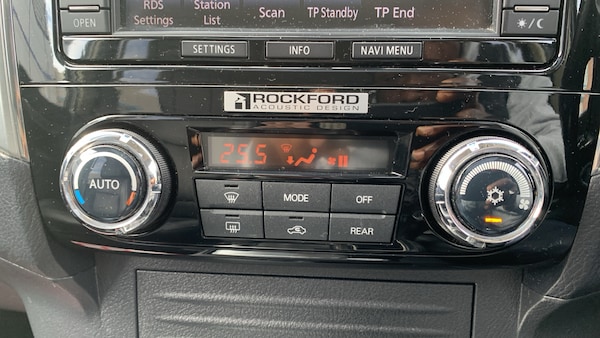 RDS Settings
Station List
Scan
TP Standby
TP End
OPEN
SETTINGS
INFO
NAVI MENU
ROCKFORD
ACOUSTIC DESIGN
25.5
AUTO
MODE
OFF
REAR